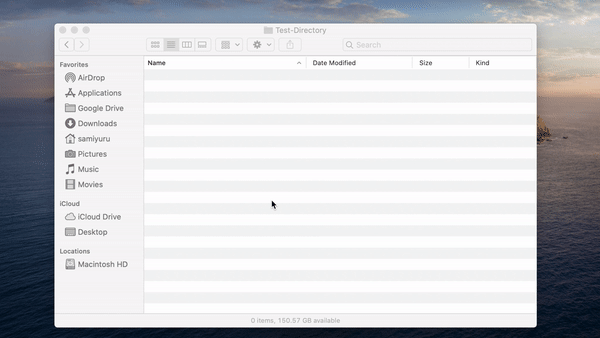 Test-Directory
Search
Favorites
AirDrop
Applications
Google Drive
Downloads
samiyuru
Pictures
Music
Movies
iCloud
iCloud Drive
Desktop
Locations
Macintosh HD
Name Date Modified Size Kind
0 items, 150.57 GB available